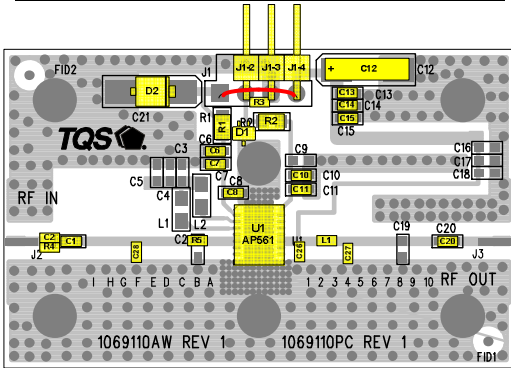 FID2
J1
J1-2
J1-3
J1-4
+
C12
C12
D2
C21
R3
C13
C13
C14
C14
C15
C15
R1
R1
R2
D1
TQS
C6
C6
C7
C7
C3
C5
C4
C8
C8
C9
C10
C10
C11
C11
C16
C17
C18
RF IN
L1
L2
U1
AP561
U1
C2
R4
C1
J2
C2
R5
C28
C26
L1
C27
C19
C20
C20
J3
I H G F E D C B A
1 2 3 4 5 6 7 8 9 10
RF OUT
1069110AW REV 1
1069110PC REV 1
FID1